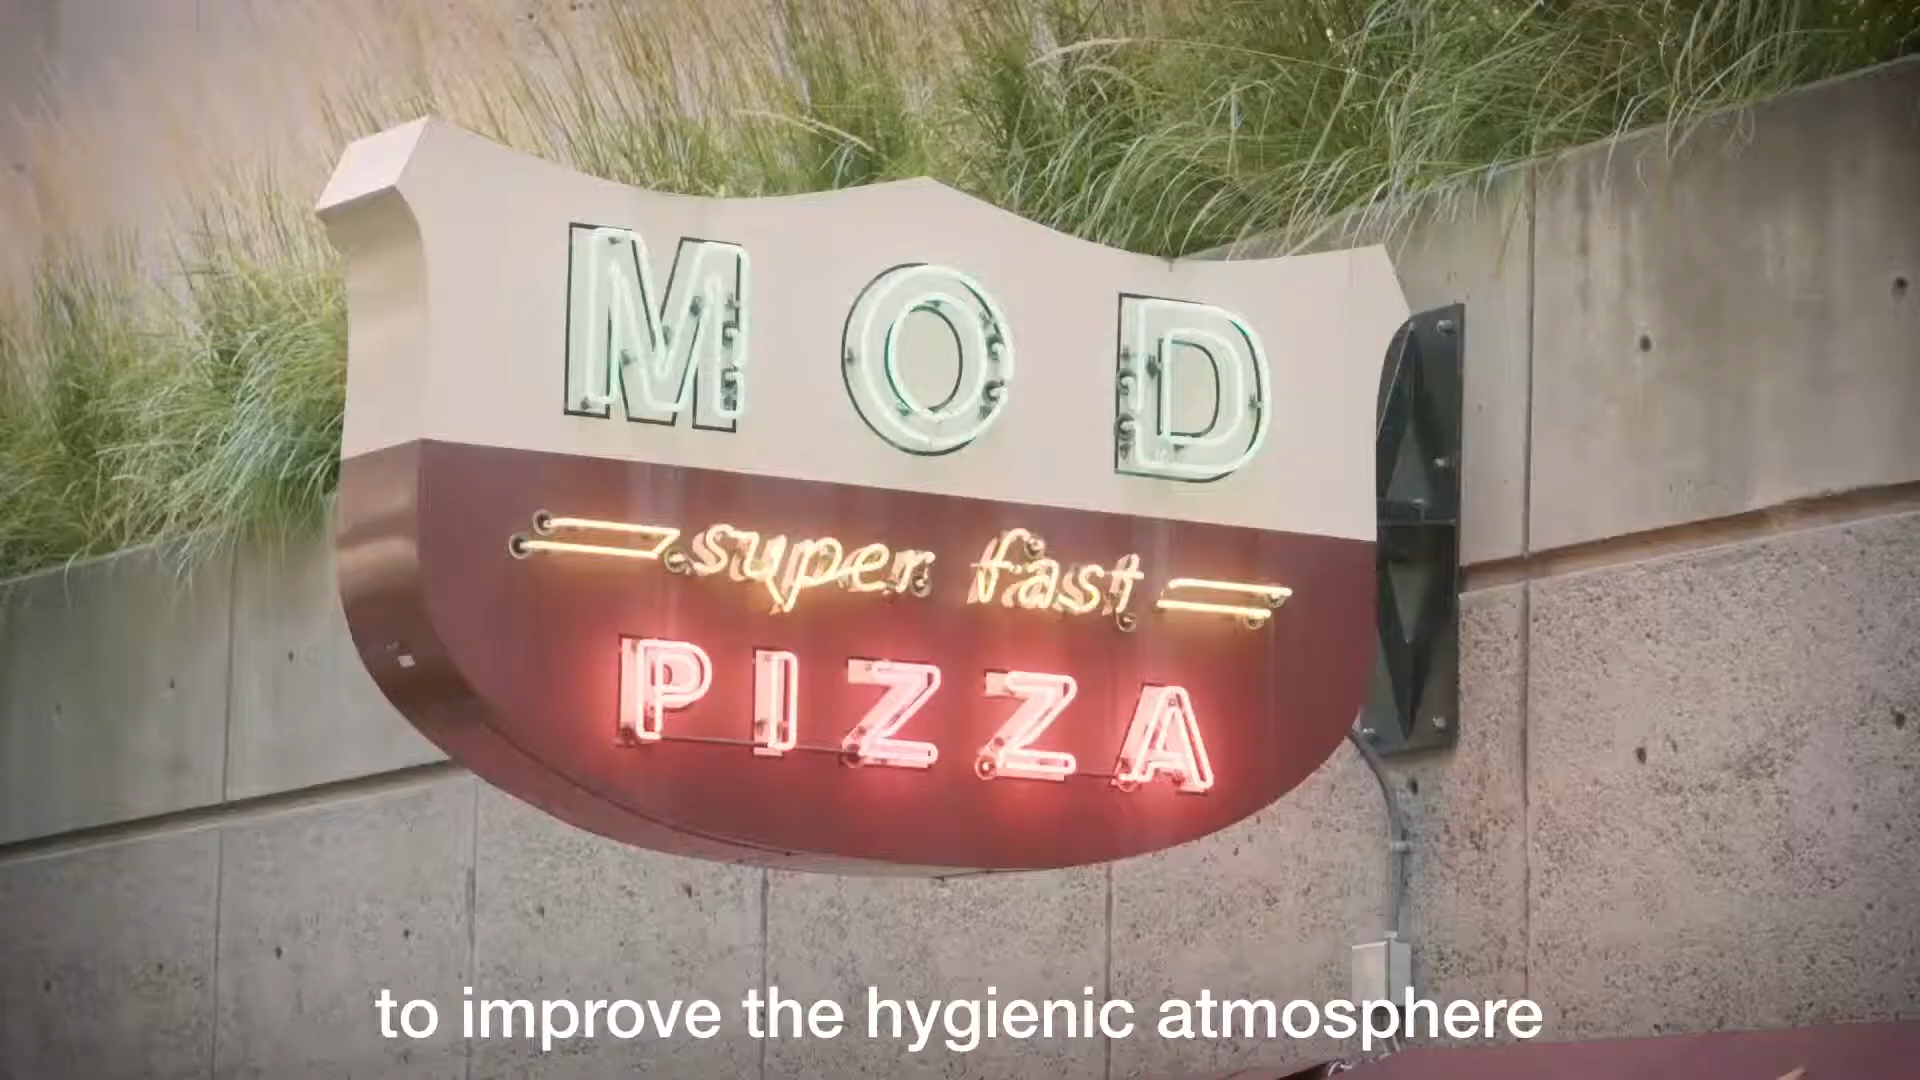 MOD
super fast
PIZZA
to improve the hygienic atmosphere